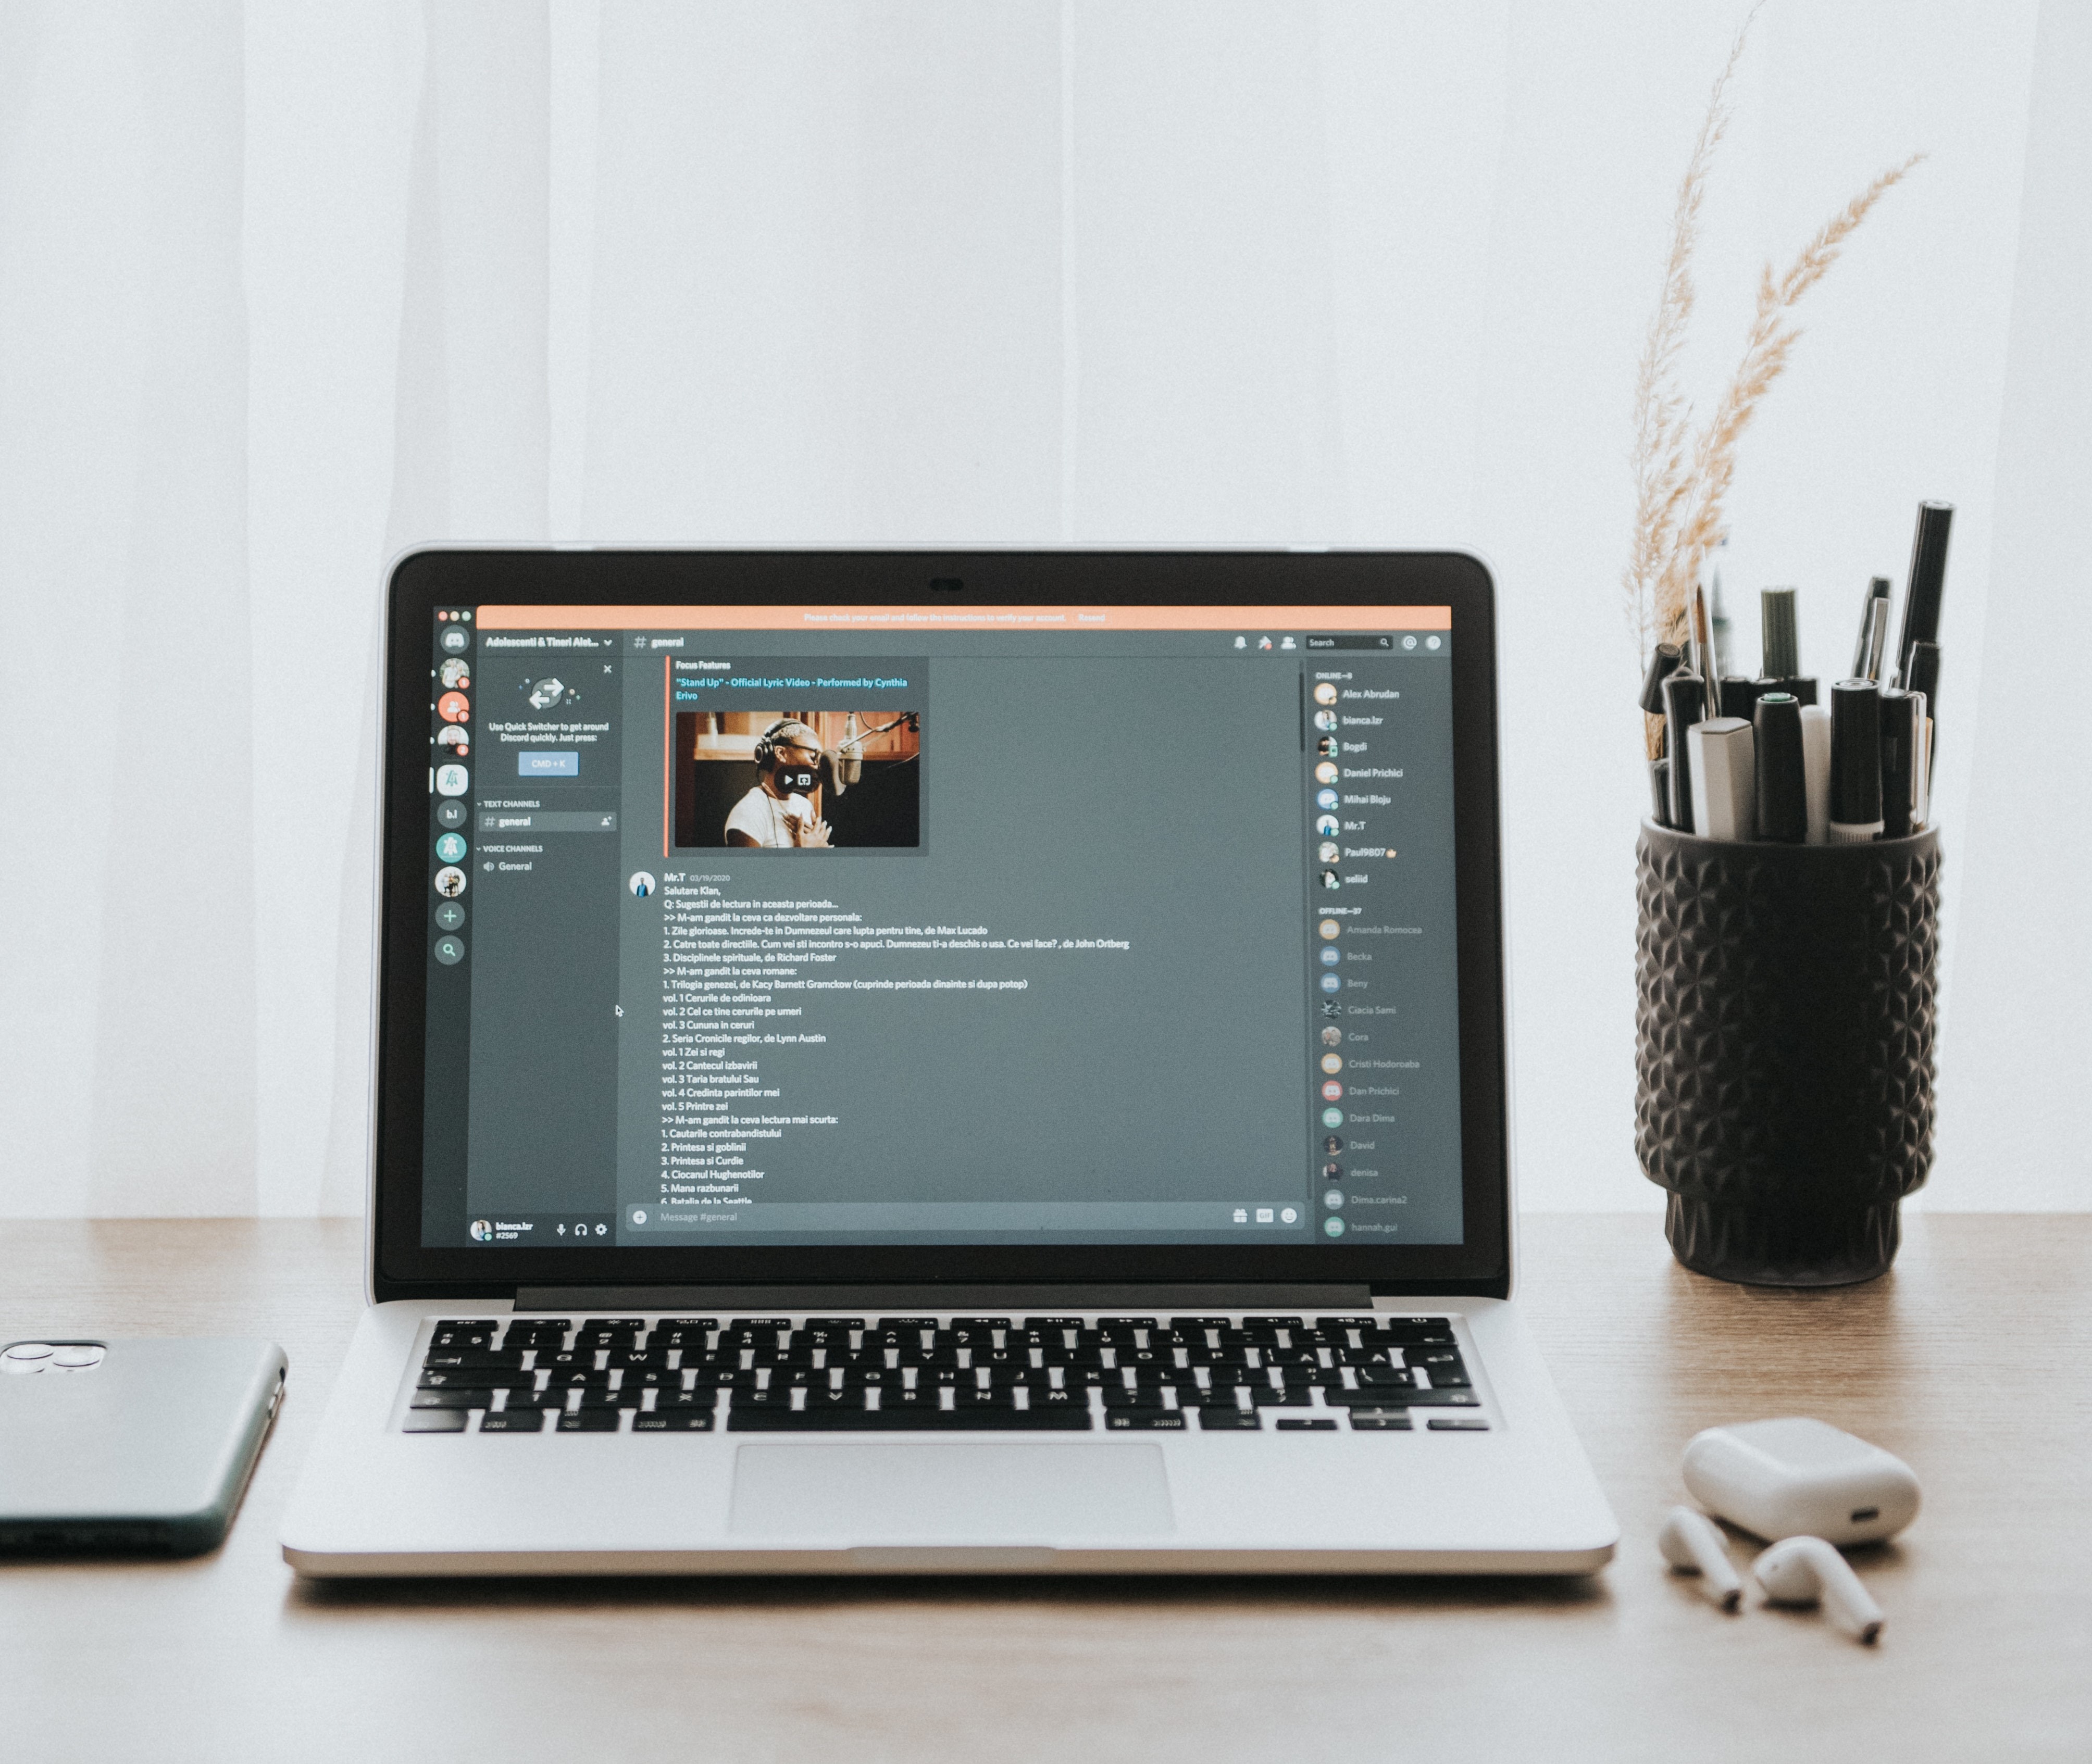 Please check your email and follow the instructions to verify your account. Resend
Adolescenti & Tineri Alet...
# general
Search
Use Quick Switcher to get around
Discord quickly. Just press:
CMD + K
TEXT CHANNELS
# general
VOICE CHANNELS
General
b.l
bianca.lzr
#2569
Focus Features
"Stand Up" - Official Lyric Video - Performed by Cynthia
Erivo
Mr.T 03/19/2020
Salutare Klan,
Q: Sugestii de lectura in aceasta perioada...
>> M-am gandit la ceva ca dezvoltare personala:
1. Zile glorioase. Increde-te in Dumnezeul care lupta pentru tine, de Max Lucado
2. Catre toate directiile. Cum vei sti incontro s-o apuci. Dumnezeu ti-a deschis o usa. Ce vei face? , de John Ortberg
3. Disciplinele spirituale, de Richard Foster
>> M-am gandit la ceva romane:
1. Trilogia genezei, de Kacy Barnett Gramckow (cuprinde perioada dinainte si dupa potop)
vol. 1 Cerurile de odinioara
vol. 2 Cel ce tine cerurile pe umeri
vol. 3 Cununa in ceruri
2. Seria Cronicile regilor, de Lynn Austin
vol. 1 Zei si regi
vol. 2 Cantecul izbavirii
vol. 3 Taria bratului Sau
vol. 4 Credinta parintilor mei
vol. 5 Printre zei
>> M-am gandit la ceva lectura mai scurta:
1. Cautarile contrabandistului
2. Printesa si goblinii
3. Printesa si Curdie
4. Ciocanul Hughenotilor
5. Mana razbunarii
6. Batalia de la Seattle
Message #general
GIF
ONLINE—8
Alex Abrudan
bianca.lzr
Bogdi
Daniel Prichici
Mihai Bloju
Mr.T
Paul9807
seliid
OFFLINE—37
Amanda Romocea
Becka
Beny
Ciacia Sami
Cora
Cristi Hodoroaba
Dan Prichici
Dara Dima
David
denisa
Dima.carina2
hannah.gui
Q W E R T Y U I O P
A S D F G H J K L
Z X C V B N M